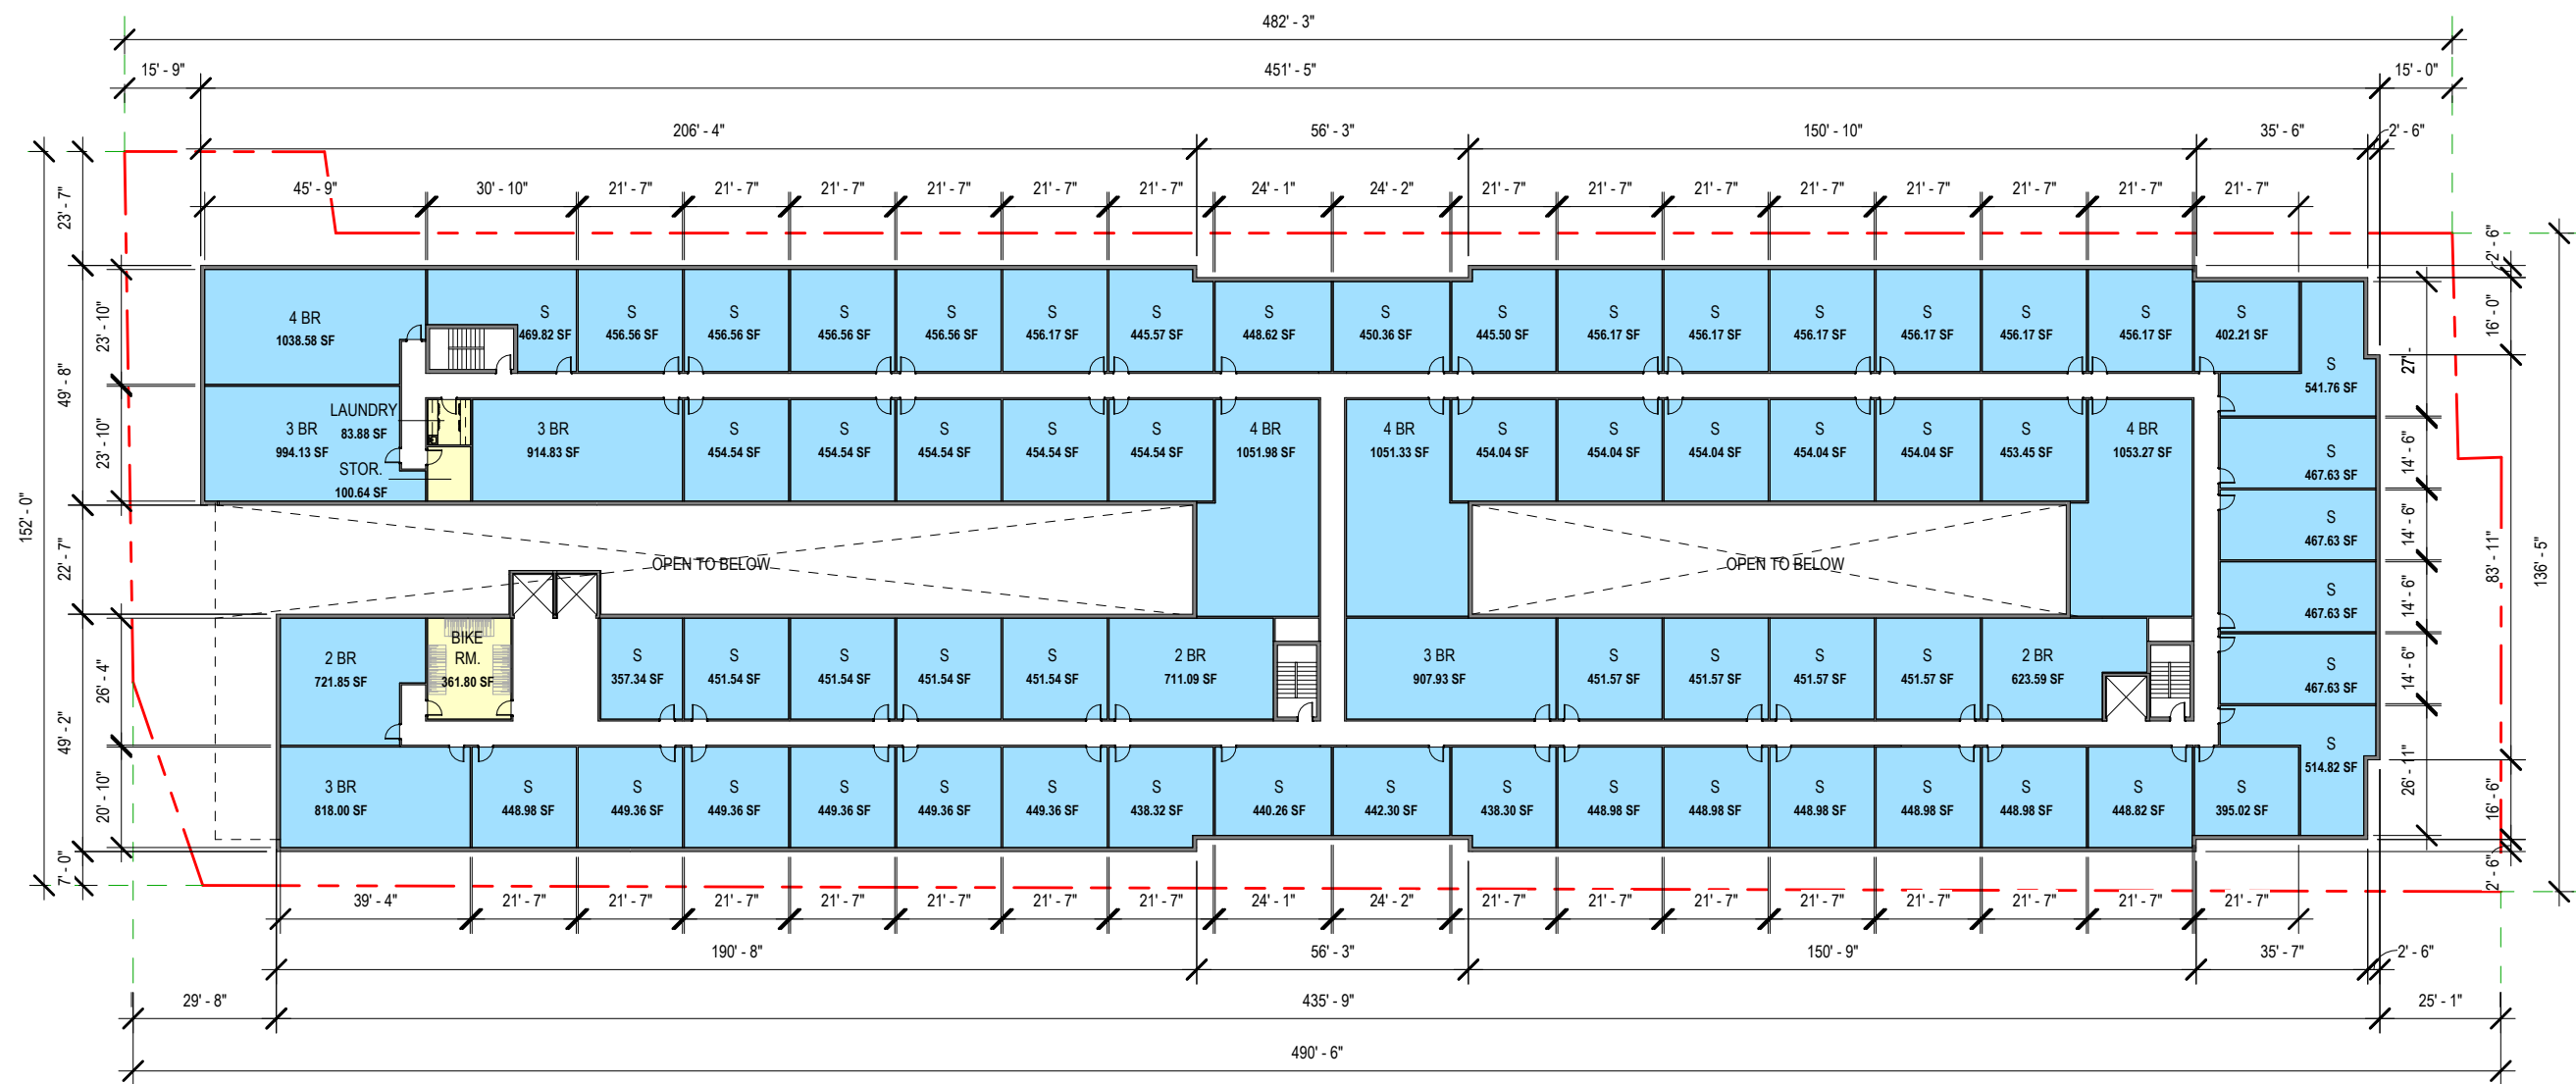 482' - 3"
15' - 9"
451' - 5"
15' - 0"
206' - 4"
56' - 3"
150' - 10"
35' - 6"
2' - 6"
45' - 9"
30' - 10"
21' - 7"
21' - 7"
21' - 7"
21' - 7"
21' - 7"
21' - 7"
24' - 1"
24' - 2"
21' - 7"
21' - 7"
21' - 7"
21' - 7"
21' - 7"
21' - 7"
21' - 7"
21' - 7"
23' - 7"
49' - 8"
22' - 7"
49' - 2"
7' - 0"
152' - 0"
23' - 10"
23' - 10"
26' - 4"
20' - 10"
4 BR
1038.58 SF
S
469.82 SF
S
456.56 SF
S
456.56 SF
S
456.56 SF
S
456.56 SF
S
456.17 SF
S
445.57 SF
S
448.62 SF
S
450.36 SF
S
445.50 SF
S
456.17 SF
S
456.17 SF
S
456.17 SF
S
456.17 SF
S
456.17 SF
S
456.17 SF
S
402.21 SF
S
541.76 SF
3 BR
994.13 SF
LAUNDRY
83.88 SF
STOR.
100.64 SF
3 BR
914.83 SF
S
454.54 SF
S
454.54 SF
S
454.54 SF
S
454.54 SF
S
454.54 SF
4 BR
1051.98 SF
4 BR
1051.33 SF
S
454.04 SF
S
454.04 SF
S
454.04 SF
S
454.04 SF
S
453.45 SF
4 BR
1053.27 SF
S
467.63 SF
S
467.63 SF
S
467.63 SF
S
467.63 SF
S
514.82 SF
OPEN TO BELOW
OPEN TO BELOW
2 BR
721.85 SF
BIKE
RM.
361.80 SF
S
357.34 SF
S
451.54 SF
S
451.54 SF
S
451.54 SF
S
451.54 SF
2 BR
711.09 SF
3 BR
907.93 SF
S
451.57 SF
S
451.57 SF
S
451.57 SF
S
451.57 SF
2 BR
623.59 SF
3 BR
818.00 SF
S
448.98 SF
S
449.36 SF
S
449.36 SF
S
449.36 SF
S
449.36 SF
S
449.36 SF
S
438.32 SF
S
440.26 SF
S
442.30 SF
S
438.30 SF
S
448.98 SF
S
448.98 SF
S
448.98 SF
S
448.98 SF
S
448.98 SF
S
448.82 SF
S
395.02 SF
27' -
14' - 6"
14' - 6"
14' - 6"
14' - 6"
26' - 11"
2' - 6"
16' - 0"
83' - 11"
16' - 6"
2' - 6"
136' - 5"
39' - 4"
21' - 7"
21' - 7"
21' - 7"
21' - 7"
21' - 7"
21' - 7"
21' - 7"
24' - 1"
24' - 2"
21' - 7"
21' - 7"
21' - 7"
21' - 7"
21' - 7"
21' - 7"
21' - 7"
21' - 7"
190' - 8"
56' - 3"
150' - 9"
35' - 7"
2' - 6"
29' - 8"
435' - 9"
25' - 1"
490' - 6"